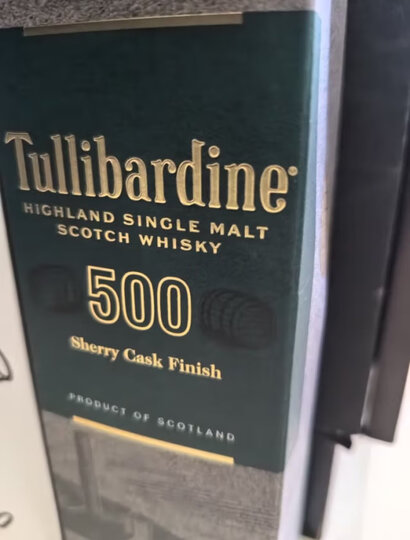 Tullibardine®
HIGHLAND SINGLE MALT
SCOTCH WHISKY
500
Sherry Cask Finish
PRODUCT OF SCOTLAND